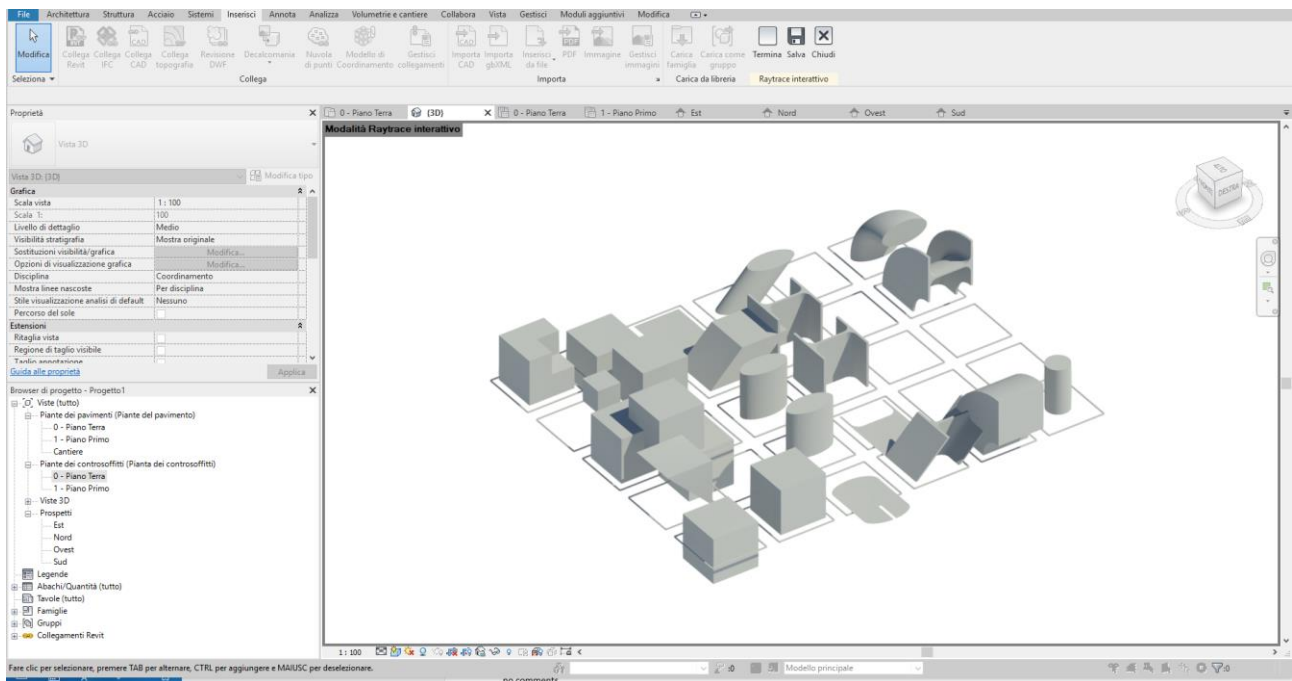 File Architettura Struttura Acciaio Sistemi Inserisci Annota Analizza Volumetrie e cantiere Collabora Vista Gestisci Moduli aggiuntivi Modifica
Modifica Collega Revit Collega IFC Collega CAD Collega topografia Revisione DWF Decalcomania Nuvola di punti Modello di Coordinamento Gestisci collegamenti Importa CAD Importa gbXML Inserisci da file PDF Immagine Gestisci immagini Carica famiglia Carica come gruppo Termina Salva Chiudi
Seleziona Collega Importa Carica da libreria Raytrace interattivo
Proprietà
0 - Piano Terra {3D} 0 - Piano Terra 1 - Piano Primo Est Nord Ovest Sud
Modalità Raytrace interattivo
Vista 3D
Vista 3D: {3D} Modifica tipo
Grafica
Scala vista 1 : 100
Scala 1: 100
Livello di dettaglio Medio
Visibilità stratigrafia Mostra originale
Sostituzioni visibilità/grafica Modifica...
Opzioni di visualizzazione grafica Modifica...
Disciplina Coordinamento
Mostra linee nascoste Per disciplina
Stile visualizzazione analisi di default Nessuno
Percorso del sole
Estensioni
Ritaglia vista
Regione di taglio visibile
Taglio annotazione
Guida alle proprietà Applica
Browser di progetto - Progetto1
Viste (tutto)
Piante dei pavimenti (Piante del pavimento)
0 - Piano Terra
1 - Piano Primo
Cantiere
Piante dei controsoffitti (Pianta dei controsoffitti)
0 - Piano Terra
1 - Piano Primo
Viste 3D
Prospetti
Est
Nord
Ovest
Sud
Legende
Abachi/Quantità (tutto)
Tavole (tutto)
Famiglie
Gruppi
Collegamenti Revit
ALTO
DESTRA
1 : 100
Fare clic per selezionare, premere TAB per alternare, CTRL per aggiungere e MAIUSC per deselezionare. :0 Modello principale :0
no comments